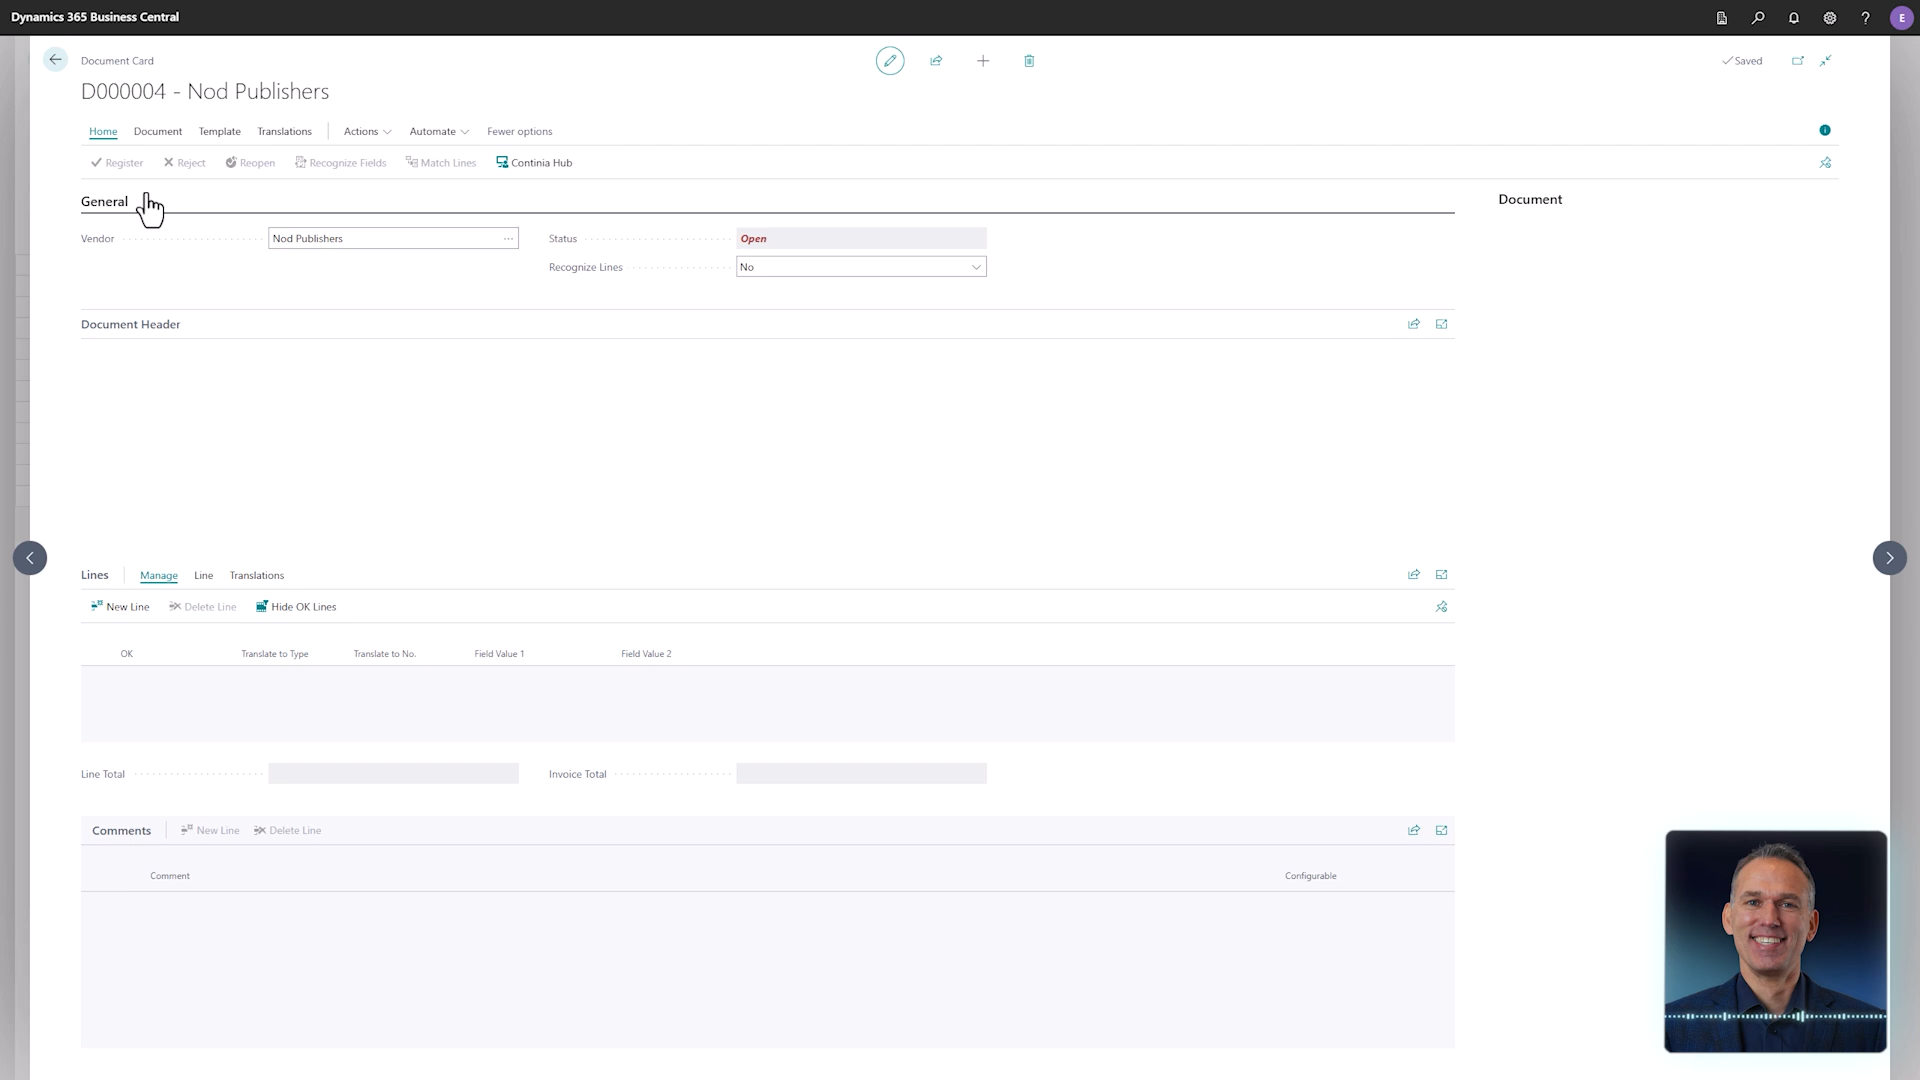 Dynamics 365 Business Central
E
Document Card
Saved
D000004 - Nod Publishers
Home Document Template Translations Actions Automate Fewer options
Register Reject Reopen Recognize Fields Match Lines Continia Hub
General
Document
Vendor Nod Publishers ... Status Open
Recognize Lines No
Document Header
Lines Manage Line Translations
New Line Delete Line Hide OK Lines
OK Translate to Type Translate to No. Field Value 1 Field Value 2
Line Total Invoice Total
Comments New Line Delete Line
Comment Configurable